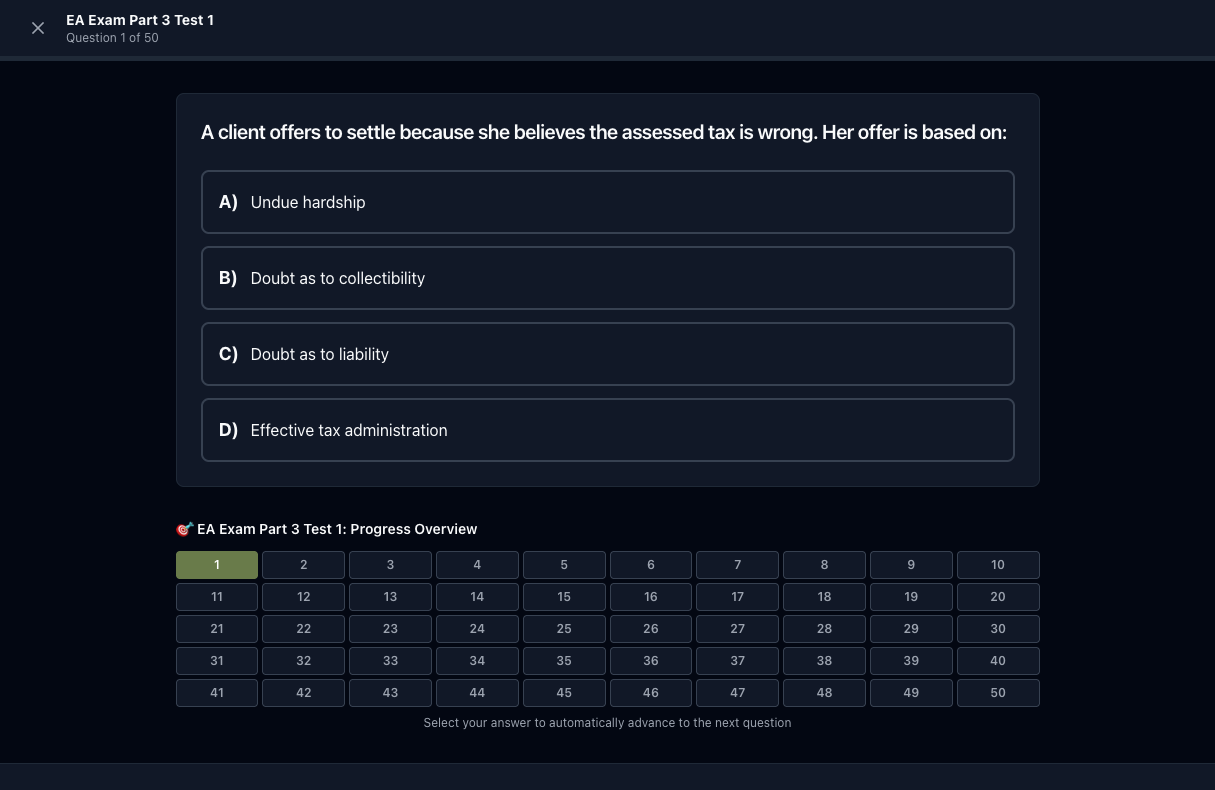 EA Exam Part 3 Test 1
Question 1 of 50
A client offers to settle because she believes the assessed tax is wrong. Her offer is based on:
A) Undue hardship
B) Doubt as to collectibility
C) Doubt as to liability
D) Effective tax administration
🎯 EA Exam Part 3 Test 1: Progress Overview
1 2 3 4 5 6 7 8 9 10
11 12 13 14 15 16 17 18 19 20
21 22 23 24 25 26 27 28 29 30
31 32 33 34 35 36 37 38 39 40
41 42 43 44 45 46 47 48 49 50
Select your answer to automatically advance to the next question